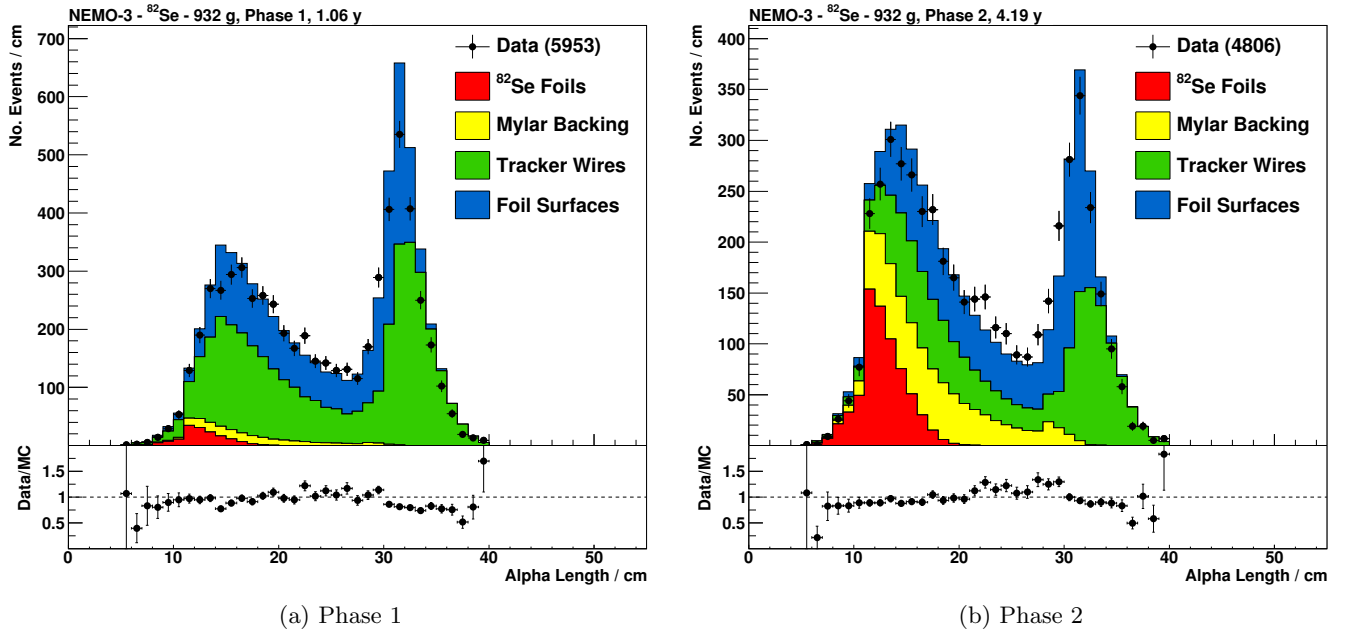 NEMO-3 - ⁸²Se - 932 g, Phase 1, 1.06 y
No. Events / cm
700
600
500
400
300
200
100
Data (5953)
⁸²Se Foils
Mylar Backing
Tracker Wires
Foil Surfaces
Data/MC
1.5
1
0.5
0 10 20 30 40 50
Alpha Length / cm
(a) Phase 1
NEMO-3 - ⁸²Se - 932 g, Phase 2, 4.19 y
No. Events / cm
400
350
300
250
200
150
100
50
Data (4806)
⁸²Se Foils
Mylar Backing
Tracker Wires
Foil Surfaces
Data/MC
1.5
1
0.5
0 10 20 30 40 50
Alpha Length / cm
(b) Phase 2